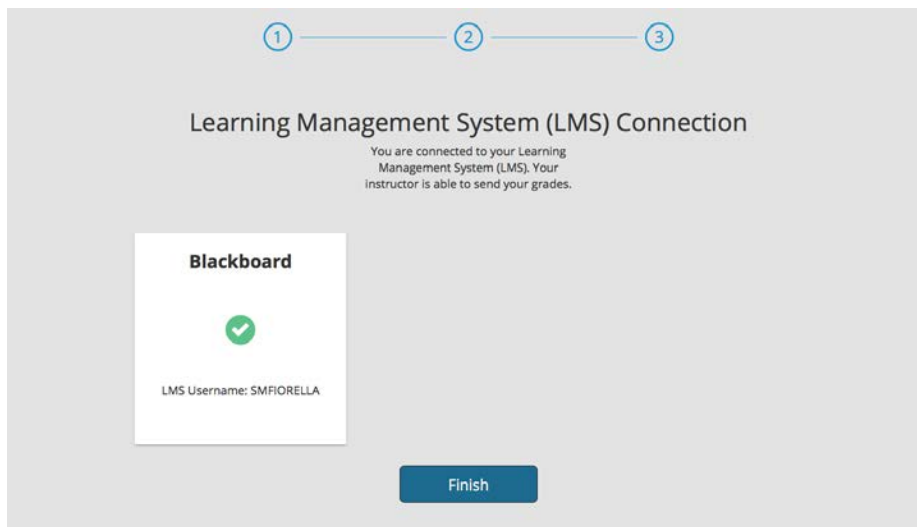 1 2 3
Learning Management System (LMS) Connection
You are connected to your Learning
Management System (LMS). Your
instructor is able to send your grades.
Blackboard
LMS Username: SMFIORELLA
Finish